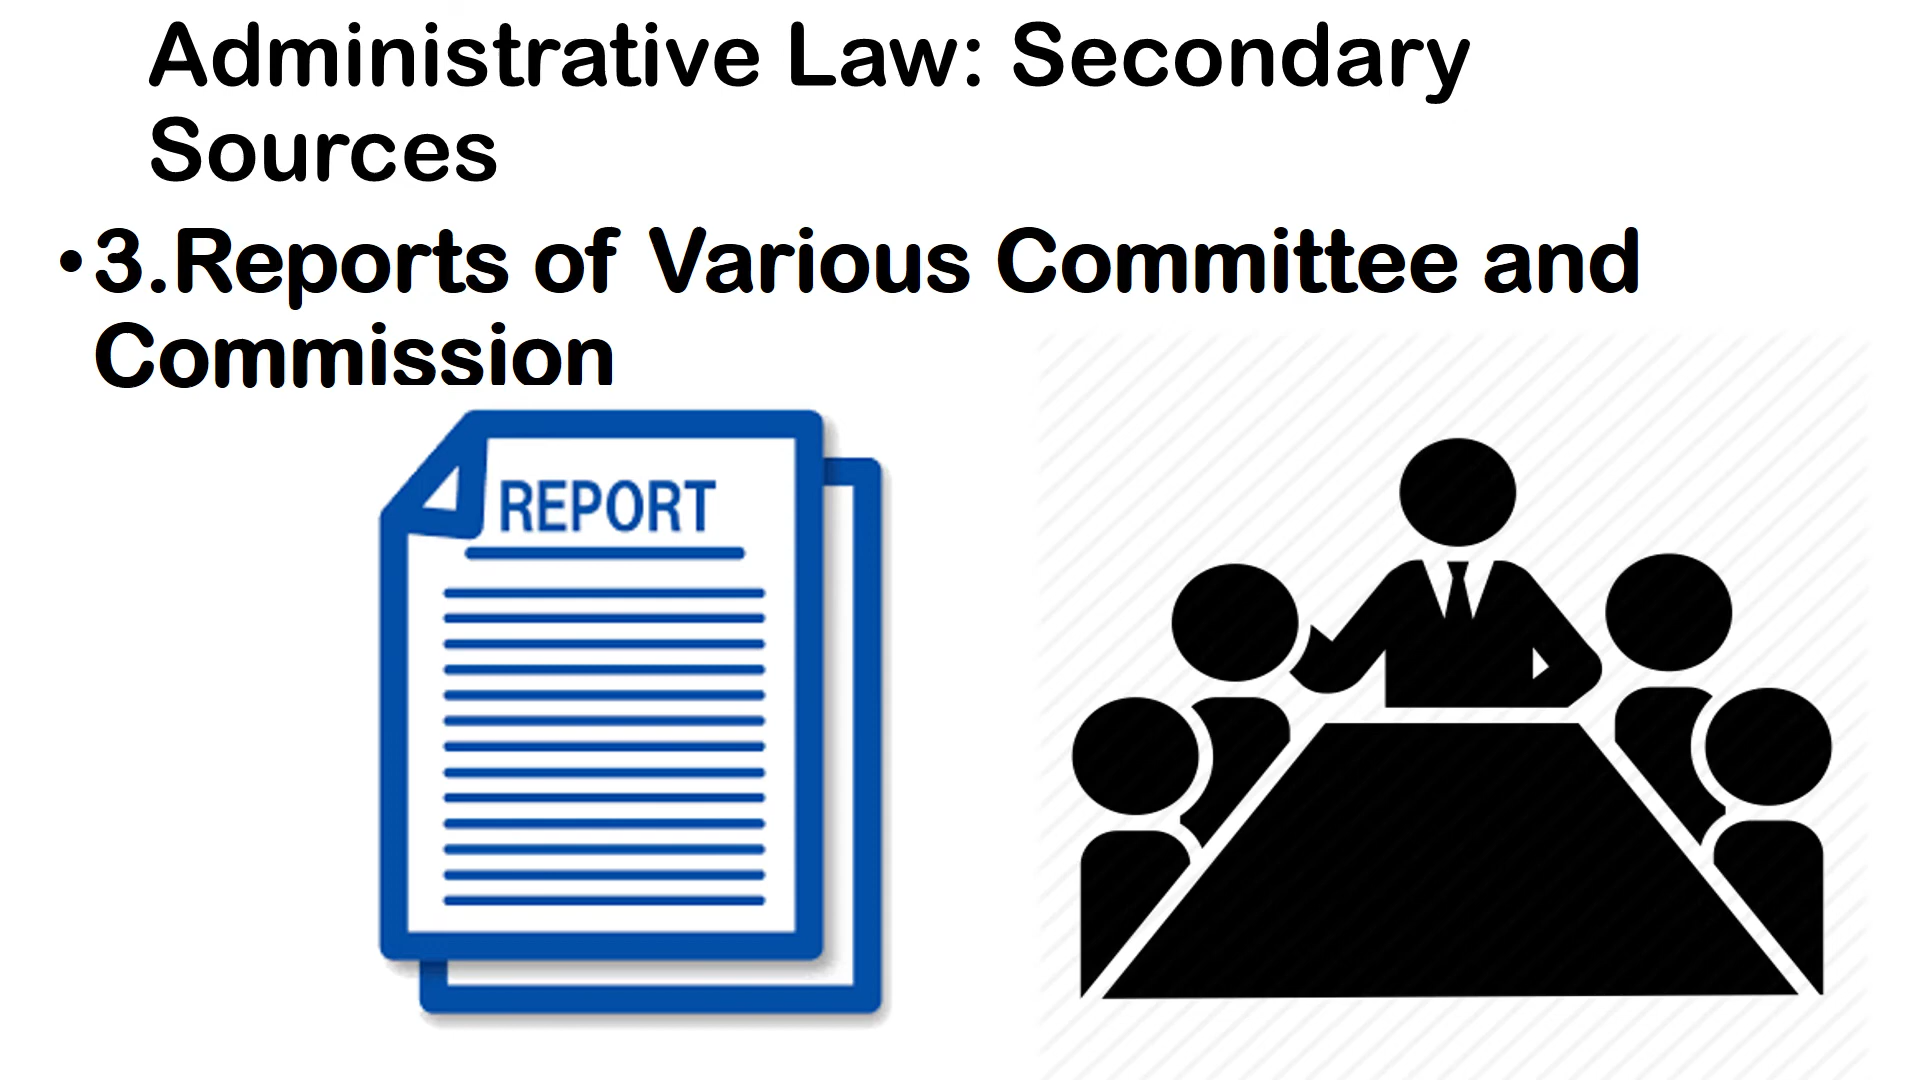 Administrative Law: Secondary
Sources
•3.Reports of Various Committee and
Commission
REPORT